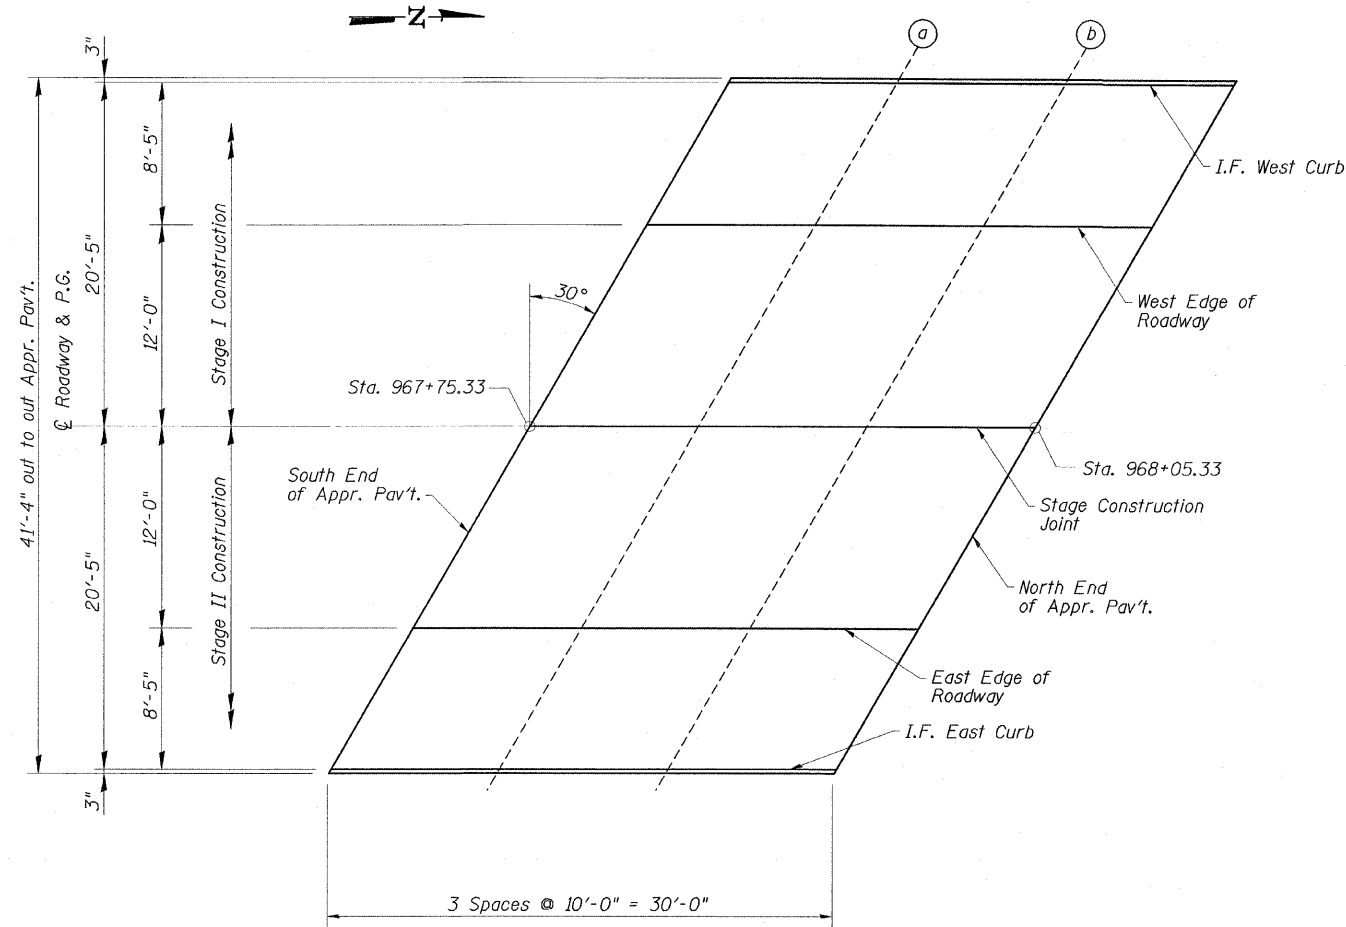 N
a
b
3"
8'-5"
20'-5"
12'-0"
41'-4" out to out Appr. Pav't.
℄ Roadway & P.G.
Stage I Construction
30°
I.F. West Curb
West Edge of
Roadway
Sta. 967+75.33
Sta. 968+05.33
South End
of Appr. Pav't.
Stage Construction
Joint
12'-0"
20'-5"
Stage II Construction
North End
of Appr. Pav't.
East Edge of
Roadway
8'-5"
I.F. East Curb
3"
3 Spaces @ 10'-0" = 30'-0"